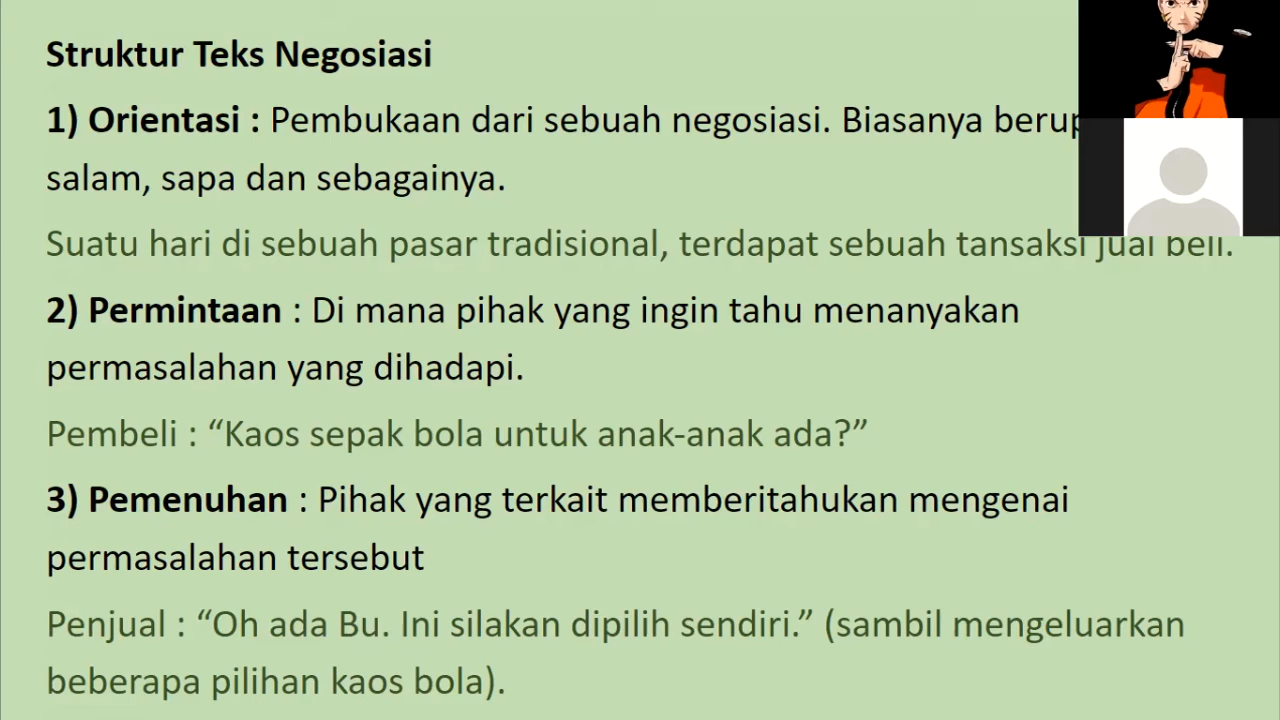 Struktur Teks Negosiasi
1) Orientasi : Pembukaan dari sebuah negosiasi. Biasanya
salam, sapa dan sebagainya.
Suatu hari di sebuah pasar tradisional, terdapat sebuah tansaksi jual beli.
2) Permintaan : Di mana pihak yang ingin tahu menanyakan
permasalahan yang dihadapi.
Pembeli : “Kaos sepak bola untuk anak-anak ada?”
3) Pemenuhan : Pihak yang terkait memberitahukan mengenai
permasalahan tersebut
Penjual : “Oh ada Bu. Ini silakan dipilih sendiri.” (sambil mengeluarkan
beberapa pilihan kaos bola).